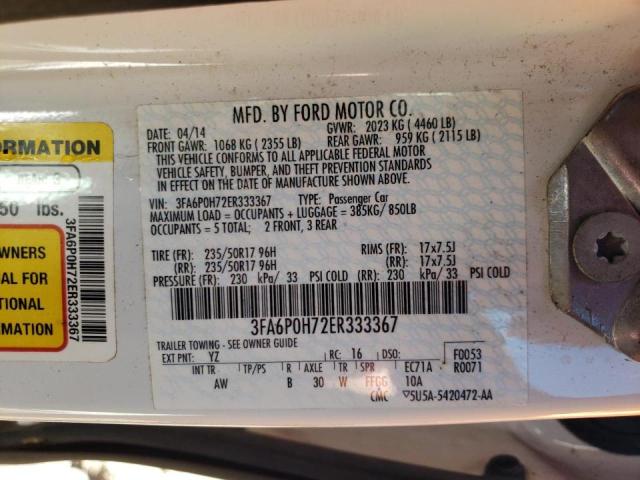 MFD. BY FORD MOTOR CO.
DATE: 04/14 GVWR: 2023 KG ( 4460 LB)
FRONT GAWR: 1068 KG ( 2355 LB) REAR GAWR: 959 KG ( 2115 LB)
THIS VEHICLE CONFORMS TO ALL APPLICABLE FEDERAL MOTOR
VEHICLE SAFETY, BUMPER, AND THEFT PREVENTION STANDARDS
IN EFFECT ON THE DATE OF MANUFACTURE SHOWN ABOVE.
VIN: 3FA6P0H72ER333367 TYPE: Passenger Car
MAXIMUM LOAD = OCCUPANTS + LUGGAGE = 385KG/ 850LB
OCCUPANTS = 5 TOTAL; 2 FRONT, 3 REAR
TIRE (FR): 235/50R17 96H RIMS (FR): 17x7.5J
(RR): 235/50R17 96H (RR): 17x7.5J
PRESSURE (FR): 230 kPa/ 33 PSI COLD (RR): 230 kPa/ 33 PSI COLD
3FA6P0H72ER333367
TRAILER TOWING - SEE OWNER GUIDE
EXT PNT: YZ RC: 16 DSO: F0053
INT TR TP/PS R AXLE TR SPR EC71A R0071
AW B 30 W FFGG 10A
CMC ▽5U5A-5420472-AA
ORMATION
50 lbs.
WNERS
AL FOR
TIONAL
RMATION
3FA6P0H72ER333367